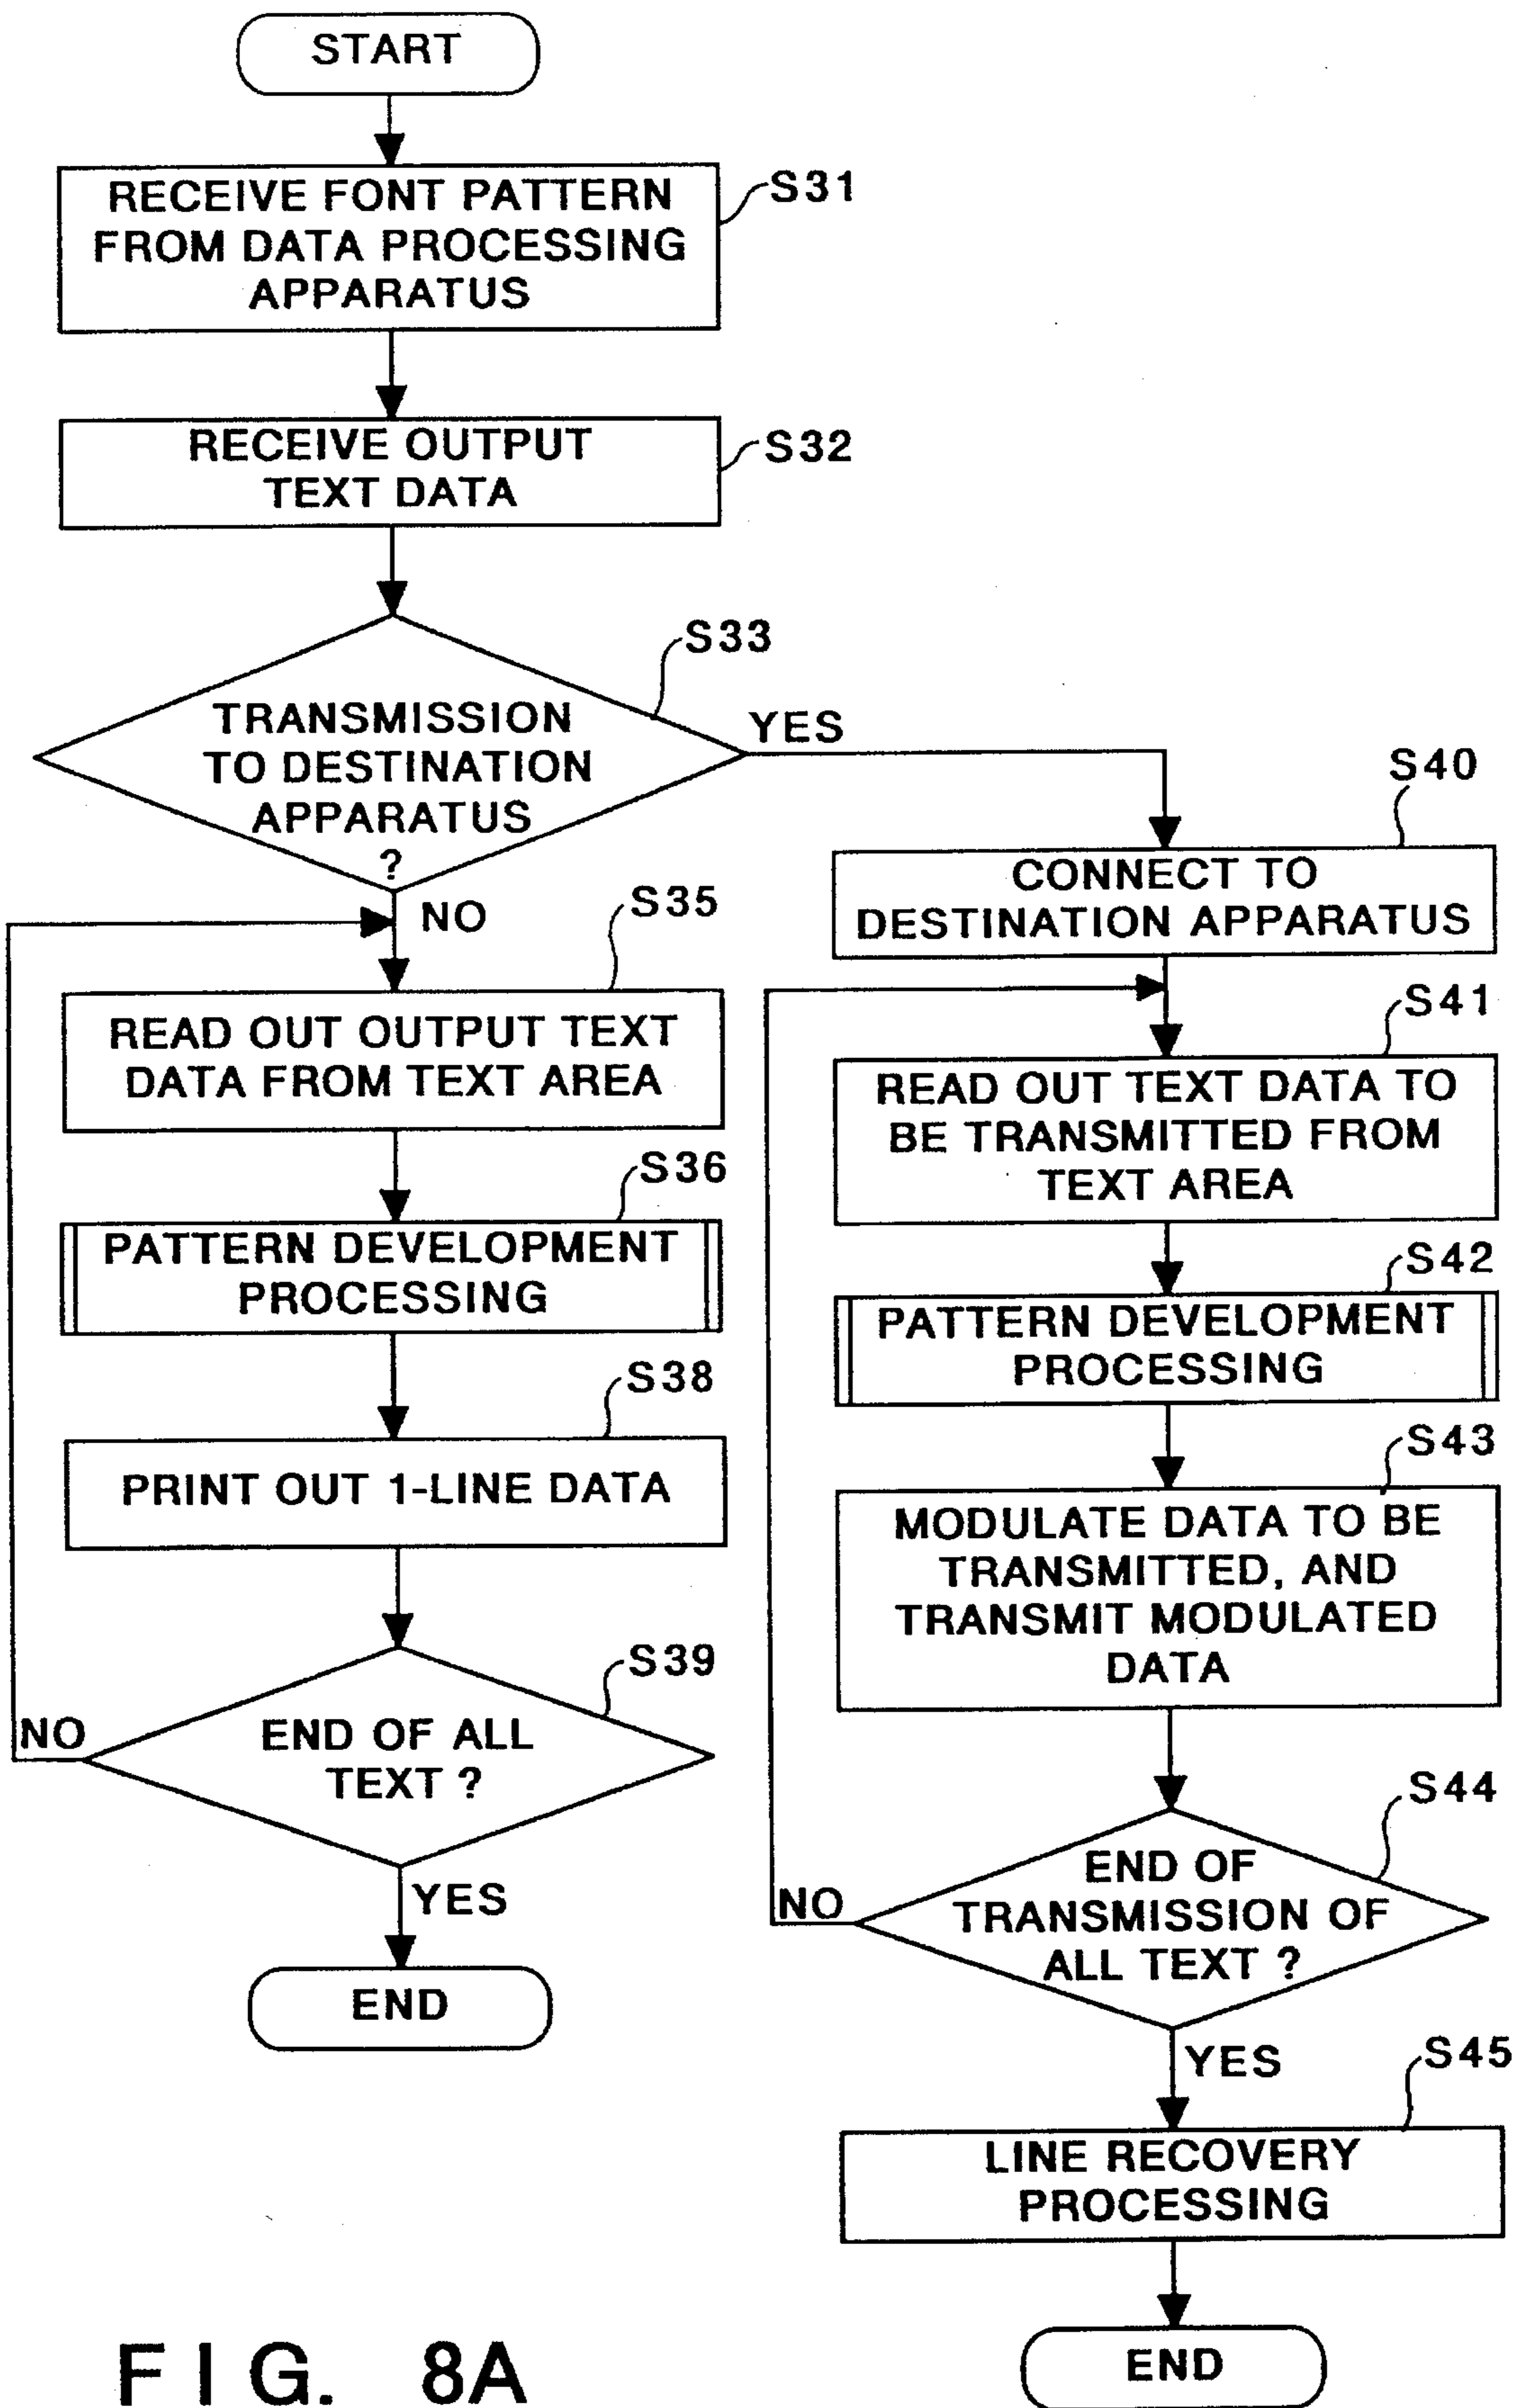 START
RECEIVE FONT PATTERN
FROM DATA PROCESSING
APPARATUS
S31
RECEIVE OUTPUT
TEXT DATA
S32
TRANSMISSION
TO DESTINATION
APPARATUS
?
S33
YES
NO
READ OUT OUTPUT TEXT
DATA FROM TEXT AREA
S35
PATTERN DEVELOPMENT
PROCESSING
S36
PRINT OUT 1-LINE DATA
S38
END OF ALL
TEXT ?
S39
NO
YES
END
CONNECT TO
DESTINATION APPARATUS
S40
READ OUT TEXT DATA TO
BE TRANSMITTED FROM
TEXT AREA
S41
PATTERN DEVELOPMENT
PROCESSING
S42
MODULATE DATA TO BE
TRANSMITTED, AND
TRANSMIT MODULATED
DATA
S43
END OF
TRANSMISSION OF
ALL TEXT ?
S44
NO
YES
LINE RECOVERY
PROCESSING
S45
END
FIG. 8A